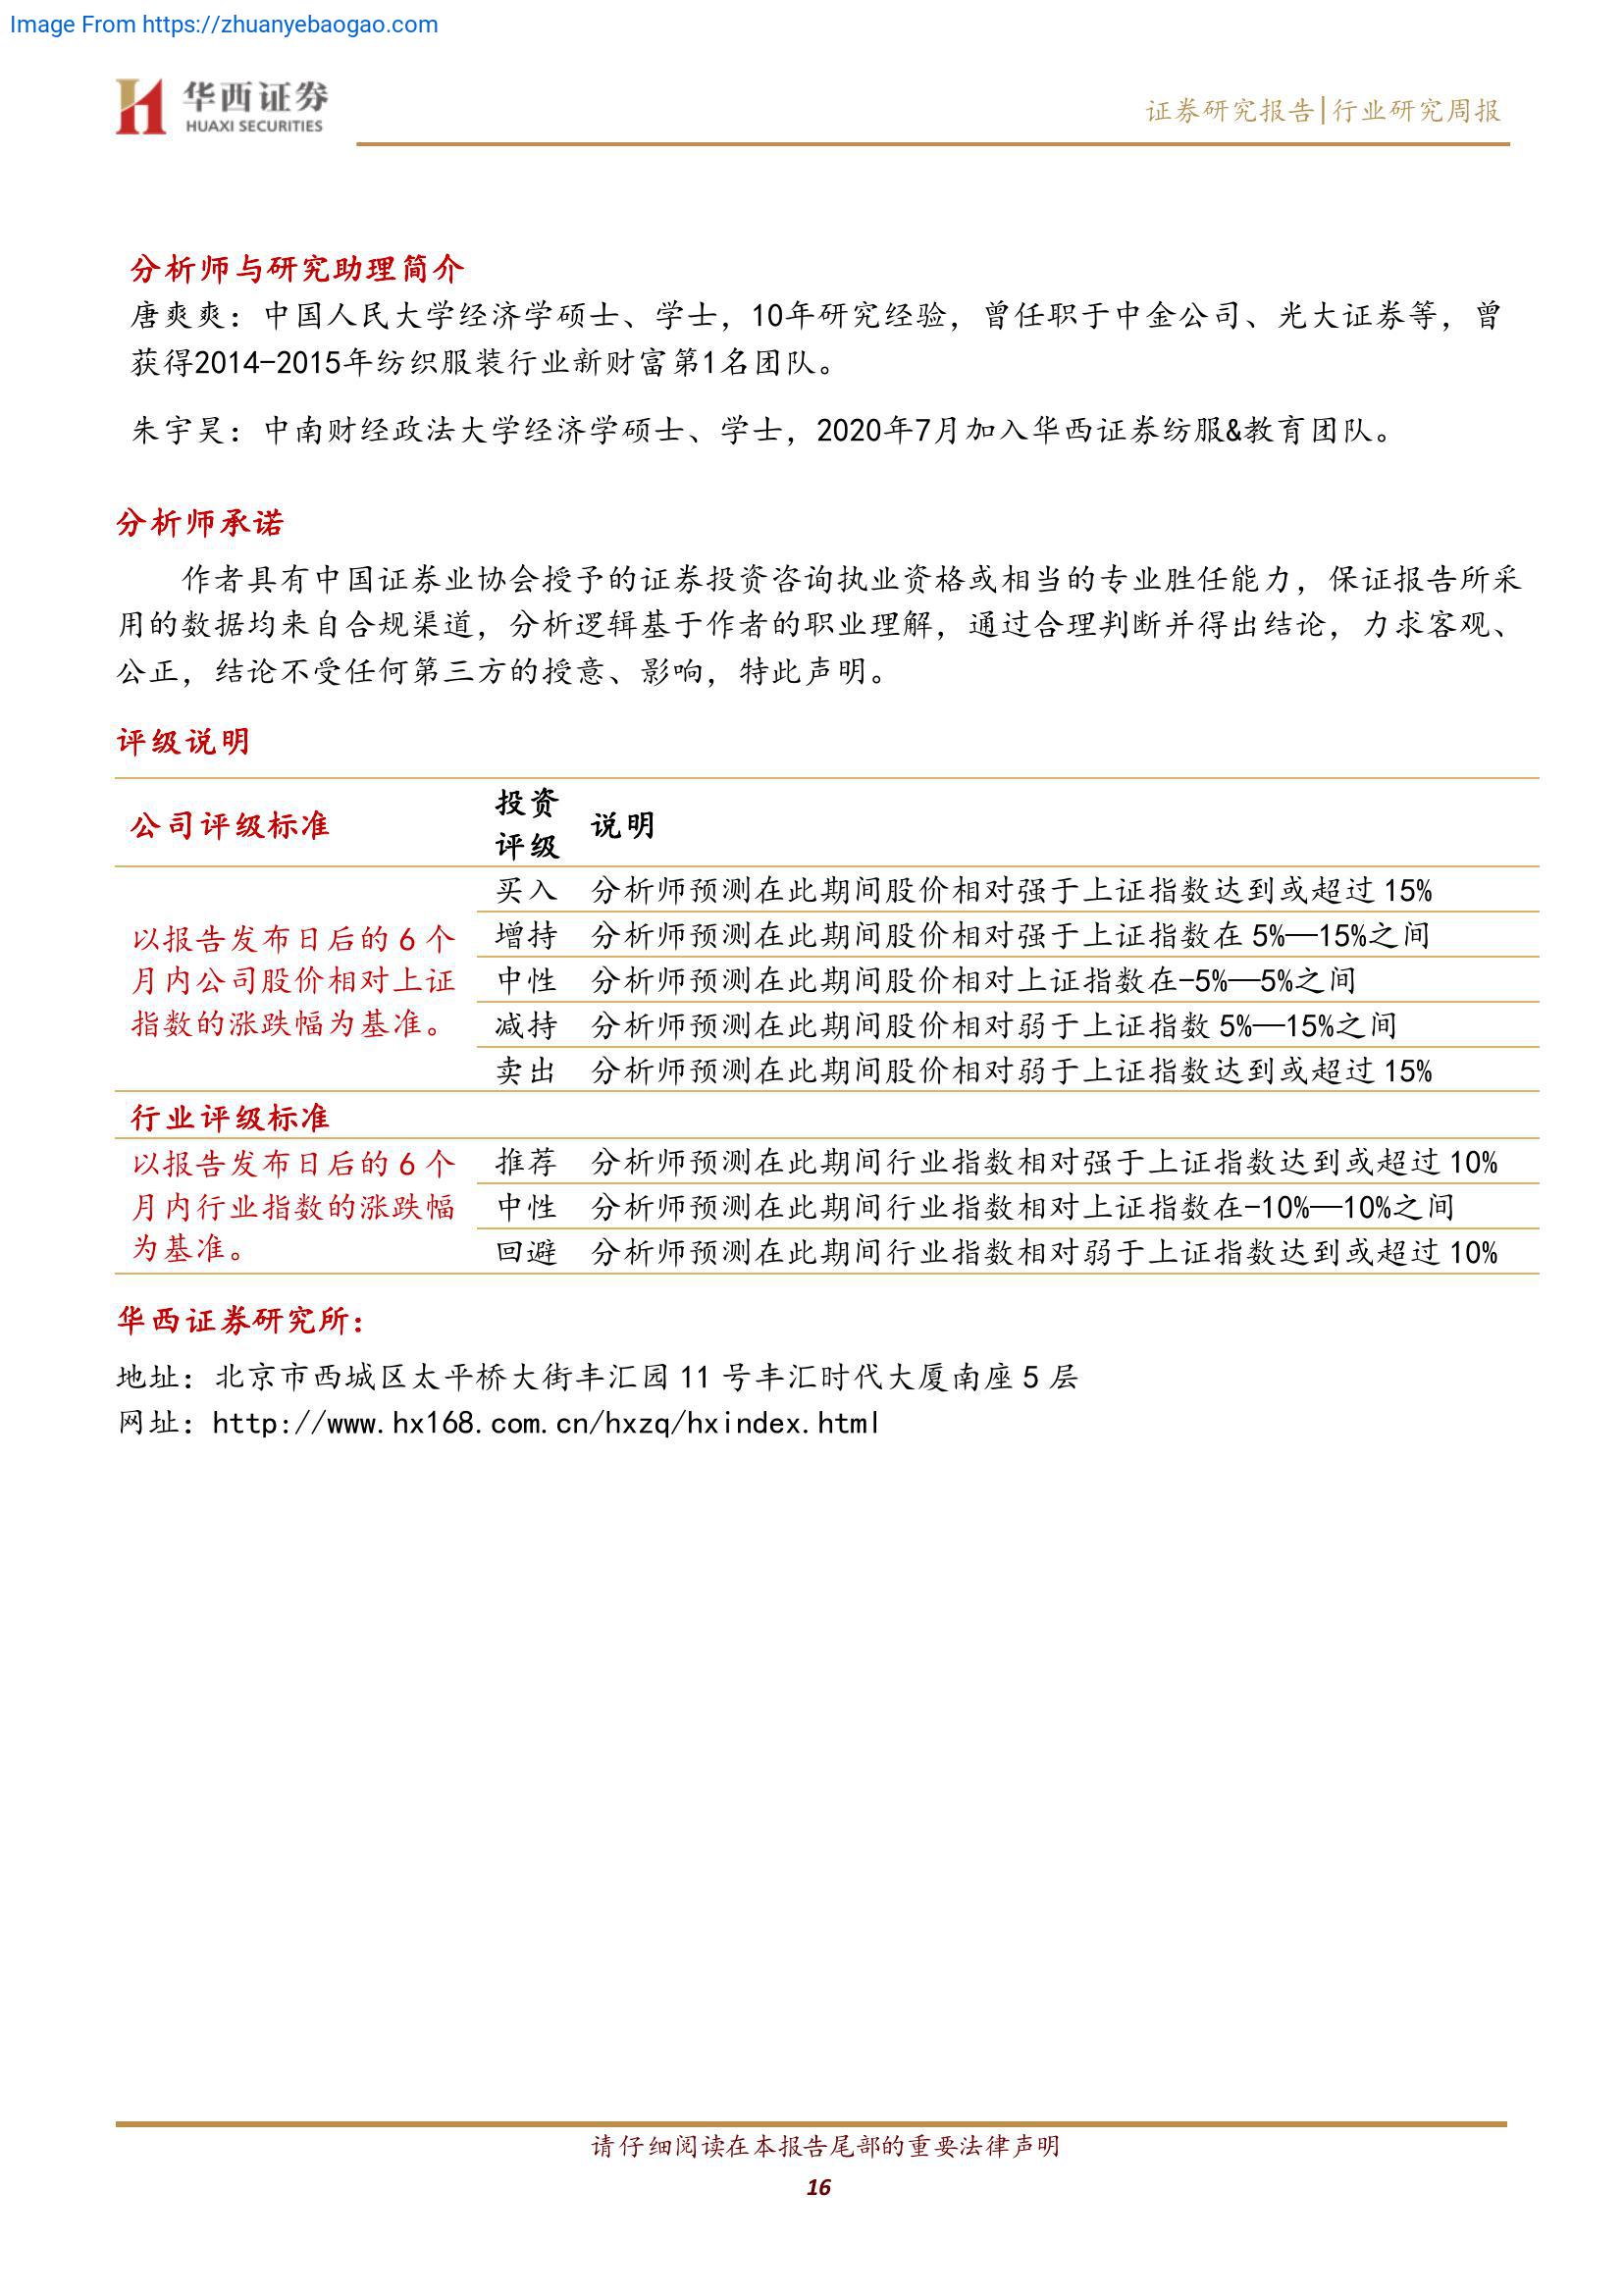 Image From https://zhuanyebaogao.com
华西证券
HUAXI SECURITIES
证券研究报告|行业研究周报
分析师与研究助理简介
唐爽爽：中国人民大学经济学硕士、学士，10年研究经验，曾任职于中金公司、光大证券等，曾
获得2014-2015年纺织服装行业新财富第1名团队。
朱宇昊：中南财经政法大学经济学硕士、学士，2020年7月加入华西证券纺服&教育团队。
分析师承诺
作者具有中国证券业协会授予的证券投资咨询执业资格或相当的专业胜任能力，保证报告所采
用的数据均来自合规渠道，分析逻辑基于作者的职业理解，通过合理判断并得出结论，力求客观、
公正，结论不受任何第三方的授意、影响，特此声明。
评级说明
公司评级标准
投资
评级
说明
以报告发布日后的 6 个
月内公司股价相对上证
指数的涨跌幅为基准。
买入 分析师预测在此期间股价相对强于上证指数达到或超过 15%
增持 分析师预测在此期间股价相对强于上证指数在 5%—15%之间
中性 分析师预测在此期间股价相对上证指数在-5%—5%之间
减持 分析师预测在此期间股价相对弱于上证指数 5%—15%之间
卖出 分析师预测在此期间股价相对弱于上证指数达到或超过 15%
行业评级标准
以报告发布日后的 6 个
月内行业指数的涨跌幅
为基准。
推荐 分析师预测在此期间行业指数相对强于上证指数达到或超过 10%
中性 分析师预测在此期间行业指数相对上证指数在-10%—10%之间
回避 分析师预测在此期间行业指数相对弱于上证指数达到或超过 10%
华西证券研究所：
地址：北京市西城区太平桥大街丰汇园 11 号丰汇时代大厦南座 5 层
网址：http://www.hx168.com.cn/hxzq/hxindex.html
请仔细阅读在本报告尾部的重要法律声明
16